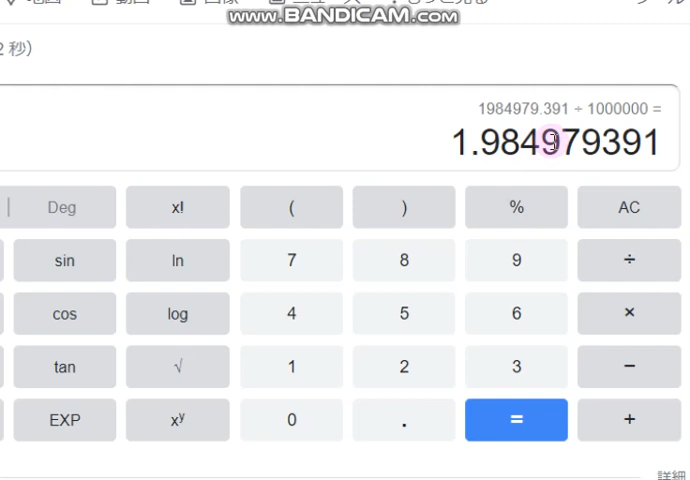 www.BANDICAM.com
2 秒)
1984979.391 ÷ 1000000 =
1.984979391
Deg x! ( ) % AC
sin ln 7 8 9 ÷
cos log 4 5 6 ×
tan √ 1 2 3 −
EXP xʸ 0 . = +
詳細